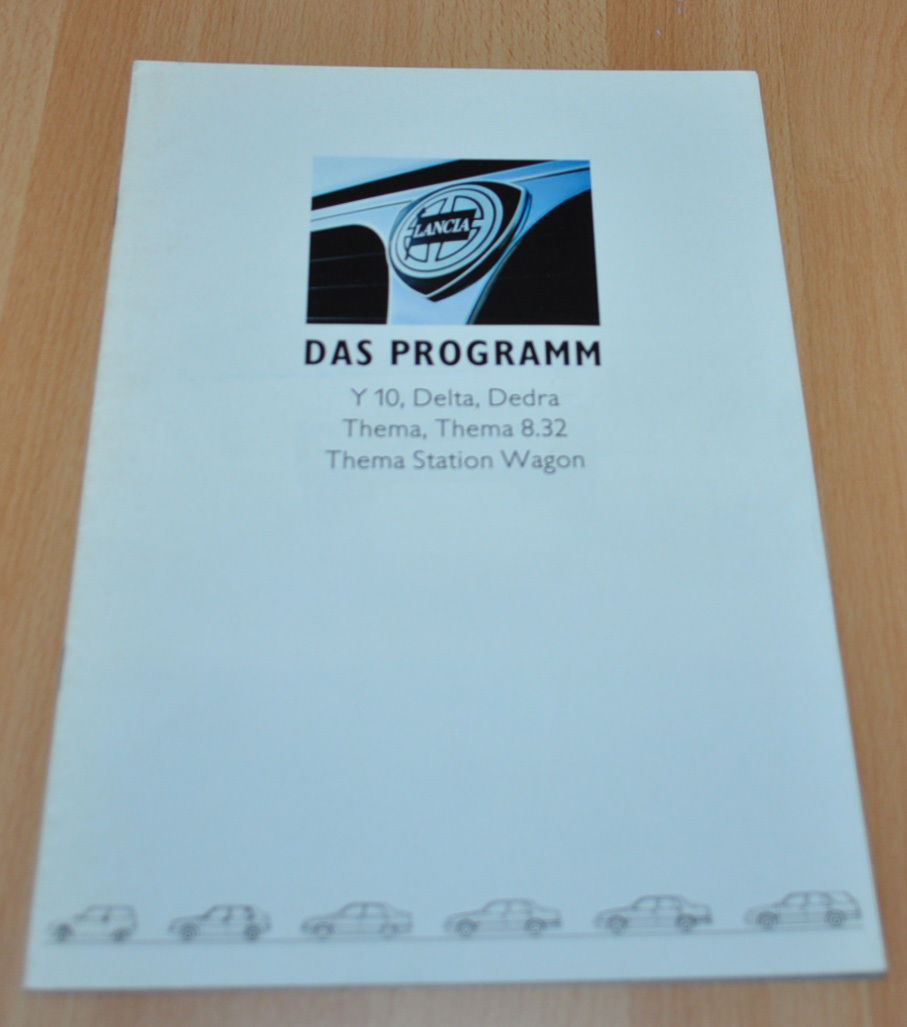 LANCIA
DAS PROGRAMM
Y 10, Delta, Dedra
Thema, Thema 8.32
Thema Station Wagon